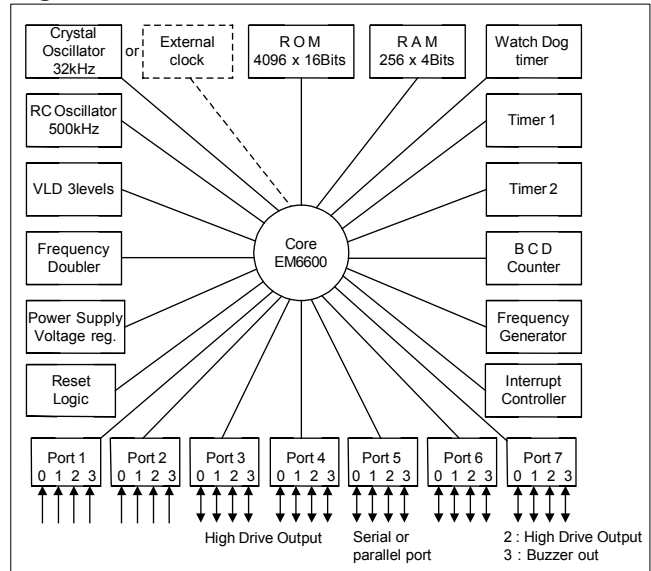 Crystal
Oscillator
32kHz
or
External
clock
R O M
4096 x 16Bits
R A M
256 x 4Bits
Watch Dog
timer
RC Oscillator
500kHz
Timer 1
VLD 3levels
Timer 2
Core
EM6600
Frequency
Doubler
B C D
Counter
Power Supply
Voltage reg.
Frequency
Generator
Reset
Logic
Interrupt
Controller
Port 1
0 1 2 3
Port 2
0 1 2 3
Port 3
0 1 2 3
Port 4
0 1 2 3
Port 5
0 1 2 3
Port 6
0 1 2 3
Port 7
0 1 2 3
High Drive Output
Serial or
parallel port
2 : High Drive Output
3 : Buzzer out